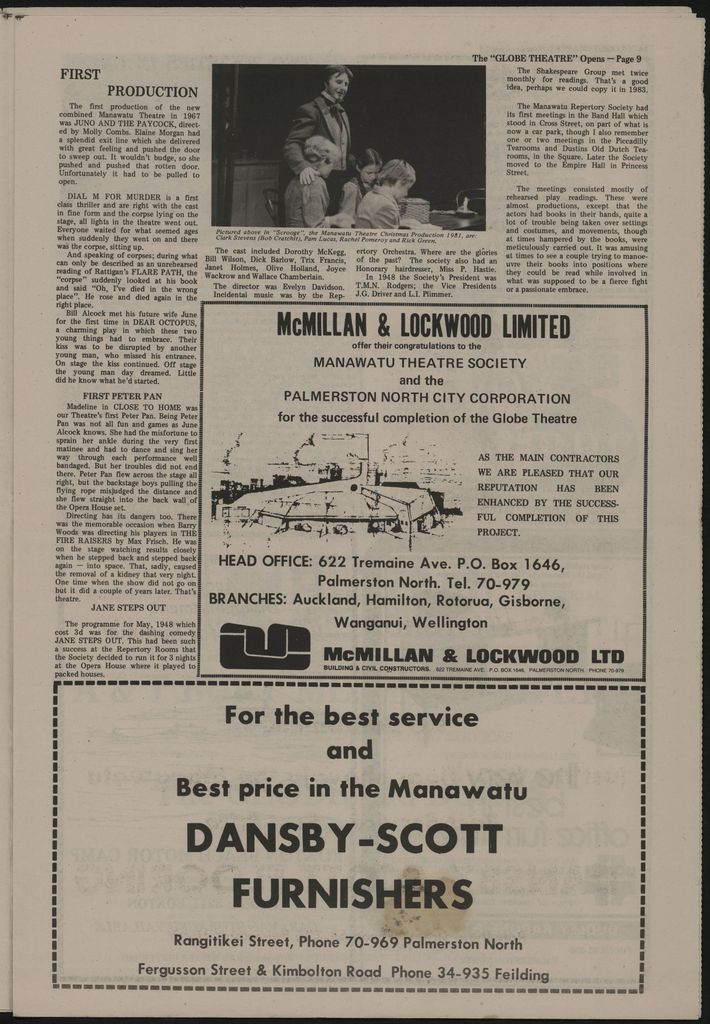 The "GLOBE THEATRE" Opens — Page 9
FIRST
PRODUCTION
The first production of the new
combined Manawatu Theatre in 1967
was JUNO AND THE PAYCOCK, direct-
ed by Molly Combs. Elaine Morgan had
a splendid exit line which she delivered
with great feeling and pushed the door
to sweep out. It wouldn't budge, so she
pushed and pushed that rotten door.
Unfortunately it had to be pulled to
open.
DIAL M FOR MURDER is a first
class thriller and are right with the cast
in fine form and the corpse lying on the
stage, all lights in the theatre went out.
Everyone waited for what seemed ages
when suddenly they went on and there
was the corpse, sitting up.
And speaking of corpses; during what
can only be described as an unrehearsed
reading of Rattigan's FLARE PATH, the
"corpse" suddenly looked at his book
and said "Oh, I've died in the wrong
place". He rose and died again in the
right place.
Bill Alcock met his future wife June
for the first time in DEAR OCTOPUS,
a charming play in which these two
young things had to embrace. Their
kiss was to be disrupted by another
young man, who missed his entrance.
On stage the kiss continued. Off stage
the young man day dreamed. Little
did he know what he'd started.
FIRST PETER PAN
Madeline in CLOSE TO HOME was
our Theatre's first Peter Pan. Being Peter
Pan was not all fun and games as June
Alcock knows. She had the misfortune to
sprain her ankle during the very first
matinee and had to dance and sing her
way through each performance well
bandaged. But her troubles did not end
there. Peter Pan flew across the stage all
right, but the backstage boys pulling the
flying rope misjudged the distance and
she flew straight into the back wall of
the Opera House set.
Directing has its dangers too. There
was the memorable occasion when Barry
Woods was directing his players in THE
FIRE RAISERS by Max Frisch. He was
on the stage watching results closely
when he stepped back and stepped back
again — into space. That, sadly, caused
the removal of a kidney that very night.
One time when the show did not go on
but it did a couple of years later. That's
theatre.
JANE STEPS OUT
The programme for May, 1948 which
cost 3d was for the dashing comedy
JANE STEPS OUT. This had been such
a success at the Repertory Rooms that
the Society decided to run it for 3 nights
at the Opera House where it played to
packed houses.
Pictured above in "Scrooge", the Manawatu Theatre Christmas Production 1981, are:
Clark Stevens (Bob Cratchit), Pam Lucas, Rachel Pomeroy and Rick Green.
The cast included Dorothy McKegg,
Bill Wilson, Dick Barlow, Trix Francis,
Janet Holmes, Olive Holland, Joyce
Wackrow and Wallace Chamberlain.
The director was Evelyn Davidson.
Incidental music was by the Rep-
ertory Orchestra. Where are the glories
of the past? The society also had an
Honorary hairdresser, Miss P. Hastie.
In 1948 the Society's President was
T.M.N. Rodgers; the Vice Presidents
J.G. Driver and L.I. Plimmer.
The Shakespeare Group met twice
monthly for readings. That's a good
idea, perhaps we could copy it in 1983.
The Manawatu Repertory Society had
its first meetings in the Band Hall which
stood in Cross Street, on part of what is
now a car park, though I also remember
one or two meetings in the Piccadilly
Tearooms and Dustins Old Dutch Tea-
rooms, in the Square. Later the Society
moved to the Empire Hall in Princess
Street.
The meetings consisted mostly of
rehearsed play readings. These were
almost productions, except that the
actors had books in their hands, quite a
lot of trouble being taken over settings
and costumes, and movements, though
at times hampered by the books, were
meticulously carried out. It was amusing
at times to see a couple trying to manoe-
uvre their books into positions where
they could be read while involved in
what was supposed to be a fierce fight
or a passionate embrace.
McMILLAN & LOCKWOOD LIMITED
offer their congratulations to the
MANAWATU THEATRE SOCIETY
and the
PALMERSTON NORTH CITY CORPORATION
for the successful completion of the Globe Theatre
AS THE MAIN CONTRACTORS
WE ARE PLEASED THAT OUR
REPUTATION HAS BEEN
ENHANCED BY THE SUCCESS-
FUL COMPLETION OF THIS
PROJECT.
HEAD OFFICE: 622 Tremaine Ave. P.O. Box 1646,
Palmerston North. Tel. 70-979
BRANCHES: Auckland, Hamilton, Rotorua, Gisborne,
Wanganui, Wellington
McMILLAN & LOCKWOOD LTD
BUILDING & CIVIL CONSTRUCTORS. 622 TREMAINE AVE. P.O. BOX 1646, PALMERSTON NORTH. PHONE 70-979
For the best service
and
Best price in the Manawatu
DANSBY-SCOTT
FURNISHERS
Rangitikei Street, Phone 70-969 Palmerston North
Fergusson Street & Kimbolton Road Phone 34-935 Feilding